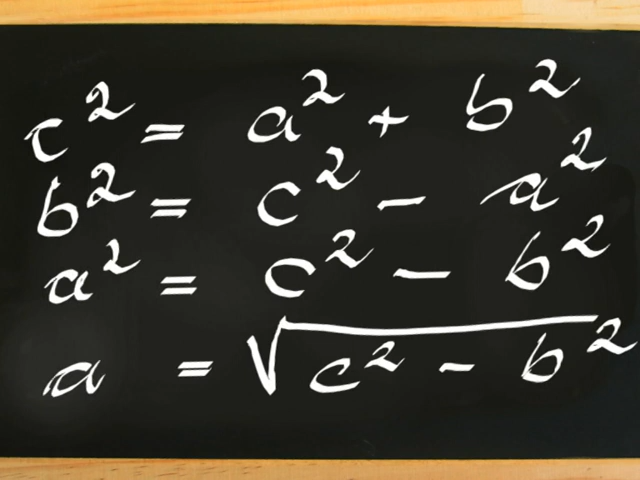 c² = a² + b²
b² = c² - a²
a² = c² - b²
a = √(c² - b²)